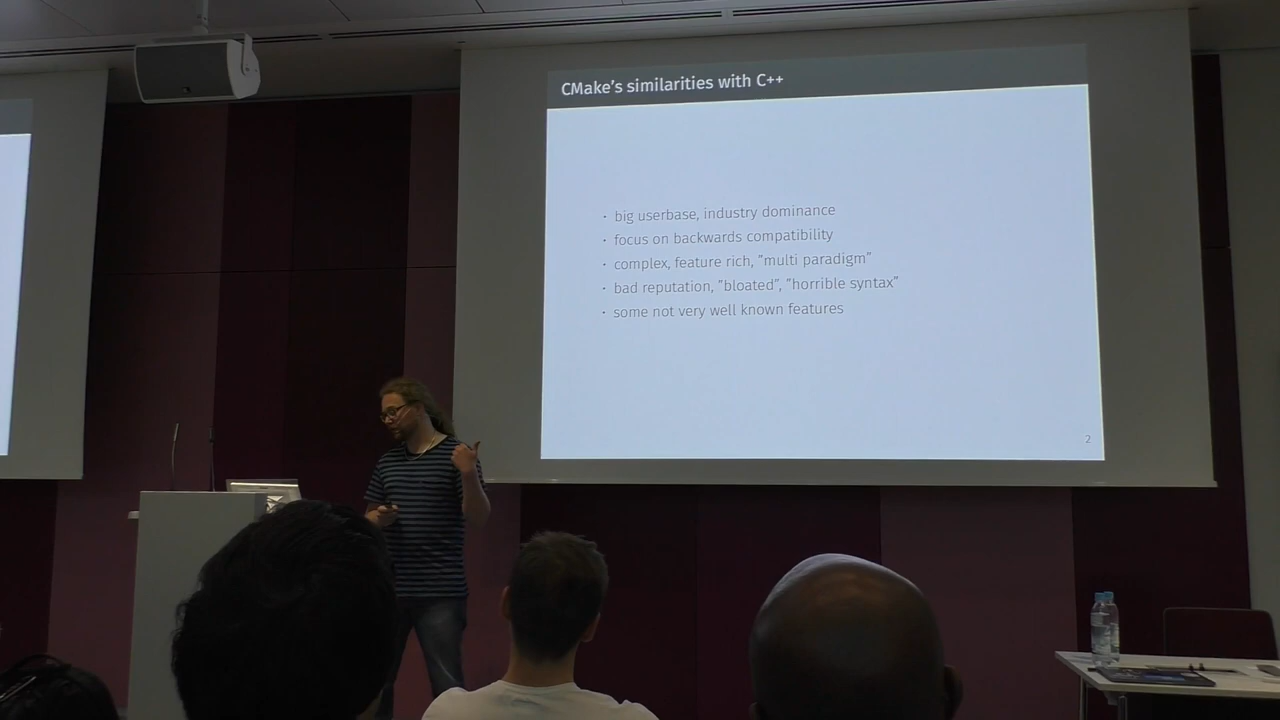 CMake's similarities with C++
· big userbase, industry dominance
· focus on backwards compatibility
· complex, feature rich, "multi paradigm"
· bad reputation, "bloated", "horrible syntax"
· some not very well known features
2